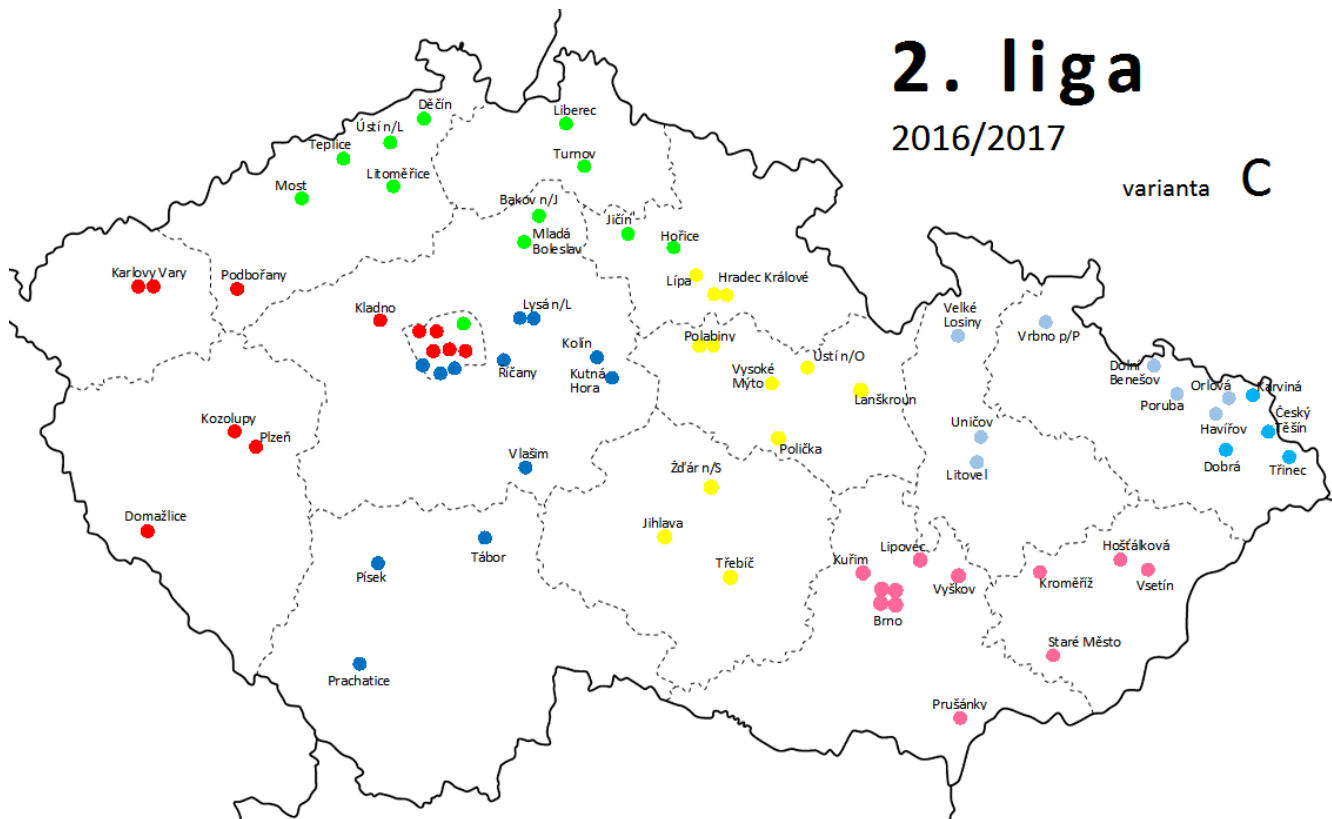 2. liga
2016/2017
varianta C
Děčín
Ústí n/L
Teplice
Litoměřice
Most
Liberec
Turnov
Bakov n/J
Mladá
Boleslav
Jičín
Hořice
Karlovy Vary
Podbořany
Kladno
Lysá n/L
Lípa
Hradec Králové
Kolín
Kutná
Hora
Říčany
Polabiny
Vysoké
Mýto
Ústí n/O
Lanškroun
Polička
Velké
Losiny
Vrbno p/P
Dolní
Benešov
Poruba
Orlová
Karviná
Havířov
Český
Těšín
Dobrá
Třinec
Uničov
Litovel
Kozolupy
Plzeň
Vlašim
Žďár n/S
Domažlice
Písek
Tábor
Jihlava
Třebíč
Prachatice
Kuřim
Lipovec
Vyškov
Brno
Kroměříž
Hošťálková
Vsetín
Staré Město
Prušánky